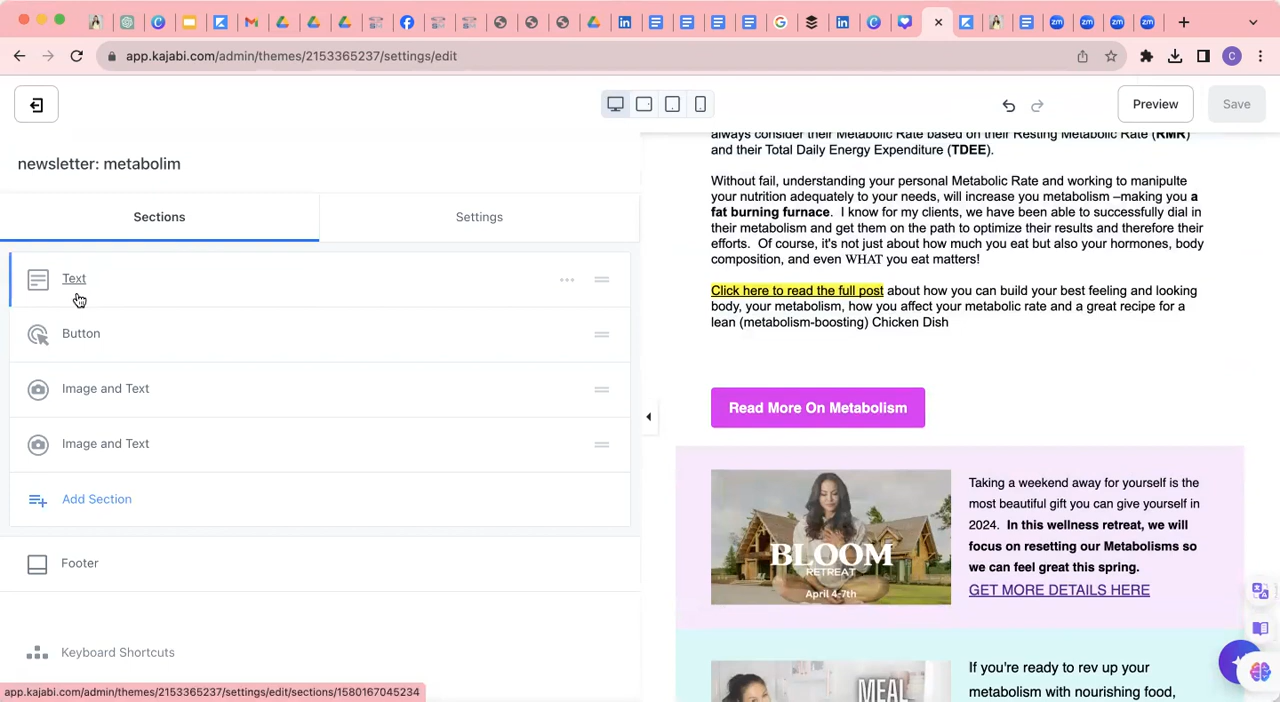 app.kajabi.com/admin/themes/2153365237/settings/edit
Preview
Save
newsletter: metabolim
Sections
Settings
Text
Button
Image and Text
Image and Text
Add Section
Footer
Keyboard Shortcuts
app.kajabi.com/admin/themes/2153365237/settings/edit/sections/1580167045234
always consider their Metabolic Rate based on their Resting Metabolic Rate (RMR)
and their Total Daily Energy Expenditure (TDEE).
Without fail, understanding your personal Metabolic Rate and working to manipulte
your nutrition adequately to your needs, will increase you metabolism –making you a
fat burning furnace.  I know for my clients, we have been able to successfully dial in
their metabolism and get them on the path to optimize their results and therefore their
efforts.  Of course, it's not just about how much you eat but also your hormones, body
composition, and even WHAT you eat matters!
Click here to read the full post about how you can build your best feeling and looking
body, your metabolism, how you affect your metabolic rate and a great recipe for a
lean (metabolism-boosting) Chicken Dish
Read More On Metabolism
BLOOM
RETREAT
April 4-7th
Taking a weekend away for yourself is the
most beautiful gift you can give yourself in
2024.  In this wellness retreat, we will
focus on resetting our Metabolisms so
we can feel great this spring.
GET MORE DETAILS HERE
MEAL
If you're ready to rev up your
metabolism with nourishing food,